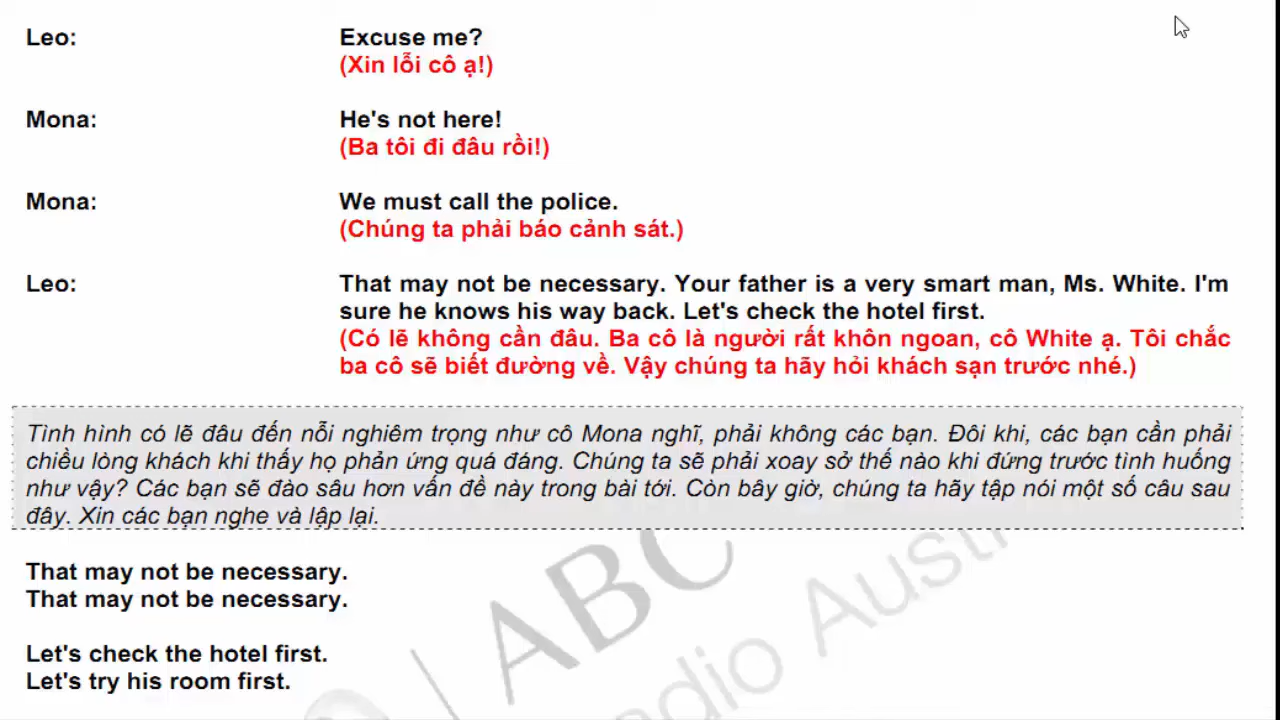 Leo: Excuse me?
(Xin lỗi cô ạ!)
Mona: He's not here!
(Ba tôi đi đâu rồi!)
Mona: We must call the police.
(Chúng ta phải báo cảnh sát.)
Leo: That may not be necessary. Your father is a very smart man, Ms. White. I'm
sure he knows his way back. Let's check the hotel first.
(Có lẽ không cần đâu. Ba cô là người rất khôn ngoan, cô White ạ. Tôi chắc
ba cô sẽ biết đường về. Vậy chúng ta hãy hỏi khách sạn trước nhé.)
Tình hình có lẽ đâu đến nỗi nghiêm trọng như cô Mona nghĩ, phải không các bạn. Đôi khi, các bạn cần phải
chiều lòng khách khi thấy họ phản ứng quá đáng. Chúng ta sẽ phải xoay sở thế nào khi đứng trước tình huống
như vậy? Các bạn sẽ đào sâu hơn vấn đề này trong bài tới. Còn bây giờ, chúng ta hãy tập nói một số câu sau
đây. Xin các bạn nghe và lập lại.
That may not be necessary.
That may not be necessary.
Let's check the hotel first.
Let's try his room first.
ABC